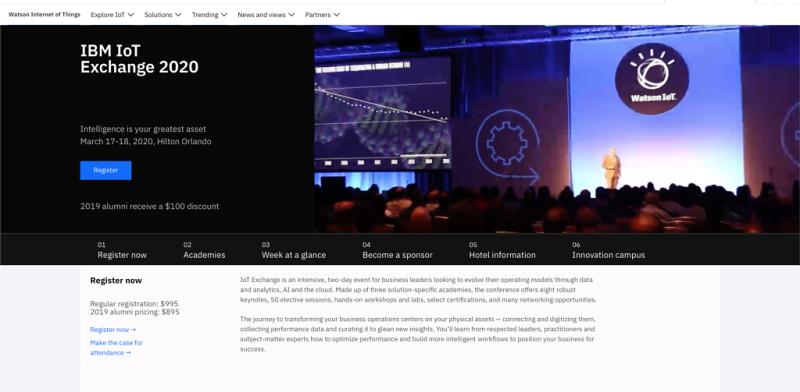 Watson Internet of Things
Explore IoT
Solutions
Trending
News and views
Partners
IBM IoT
Exchange 2020
Intelligence is your greatest asset
March 17-18, 2020, Hilton Orlando
Register
2019 alumni receive a $100 discount
Watson IoT.
01
Register now
02
Academies
03
Week at a glance
04
Become a sponsor
05
Hotel information
06
Innovation campus
Register now
Regular registration: $995
2019 alumni pricing: $895
Register now →
Make the case for
attendance →
IoT Exchange is an intensive, two-day event for business leaders looking to evolve their operating models through data
and analytics, AI and the cloud. Made up of three solution-specific academies, the conference offers eight robust
keynotes, 50 elective sessions, hands-on workshops and labs, select certifications, and many networking opportunities.
The journey to transforming your business operations centers on your physical assets — connecting and digitizing them,
collecting performance data and curating it to glean new insights. You'll learn from respected leaders, practitioners and
subject-matter experts how to optimize performance and build more intelligent workflows to position your business for
success.